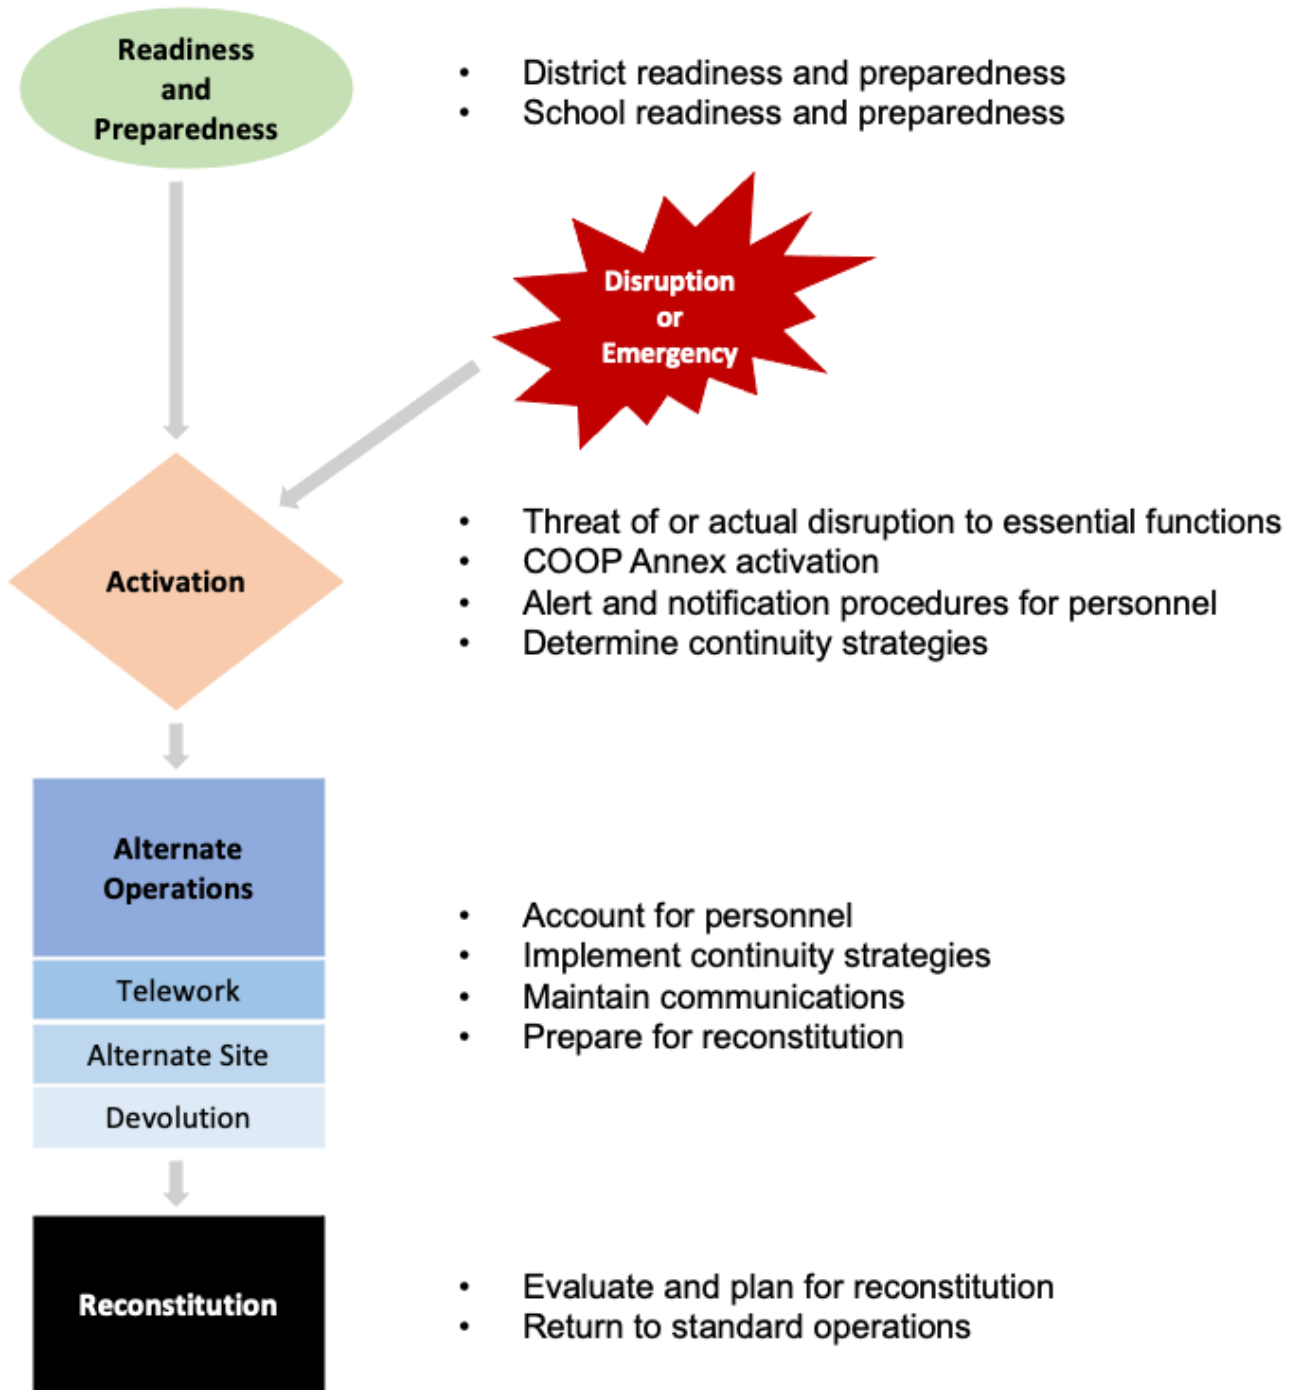 Readiness
and
Preparedness
• District readiness and preparedness
• School readiness and preparedness
Disruption
or
Emergency
Activation
• Threat of or actual disruption to essential functions
• COOP Annex activation
• Alert and notification procedures for personnel
• Determine continuity strategies
Alternate
Operations
Telework
Alternate Site
Devolution
• Account for personnel
• Implement continuity strategies
• Maintain communications
• Prepare for reconstitution
Reconstitution
• Evaluate and plan for reconstitution
• Return to standard operations